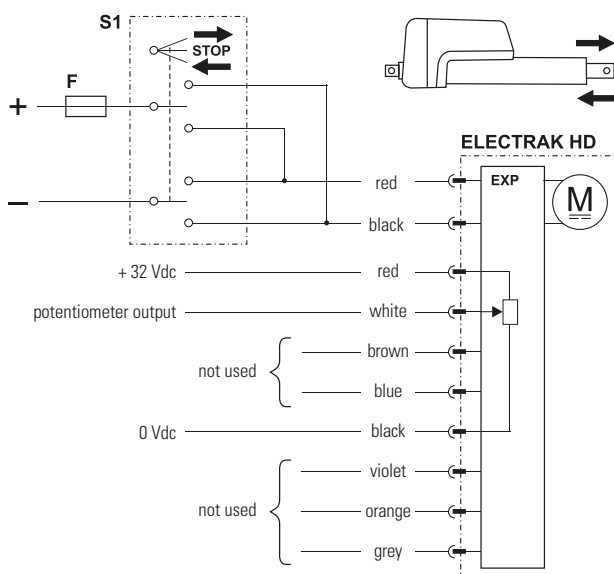 S1
STOP
F
+
–
ELECTRAK HD
red
EXP
M
black
+ 32 Vdc
red
potentiometer output
white
not used
brown
blue
0 Vdc
black
not used
violet
orange
grey